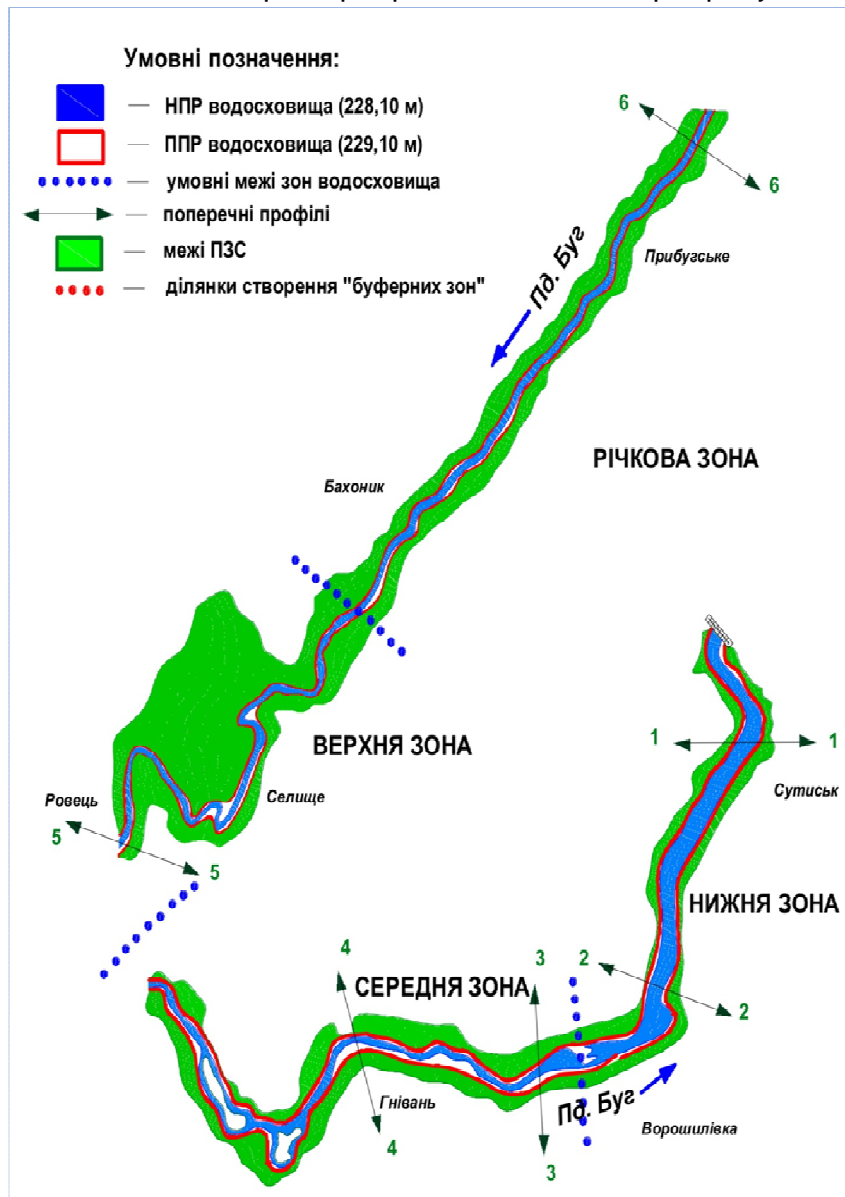 Умовні позначення:
— НПР водосховища (228,10 м)
— ППР водосховища (229,10 м)
— умовні межі зон водосховища
— поперечні профілі
— межі ПЗС
— ділянки створення "буферних зон"
6
6
Прибузське
Пд. Буг
РІЧКОВА ЗОНА
Бахоник
ВЕРХНЯ ЗОНА
1
1
Сутиськ
Ровець
Селище
5
5
НИЖНЯ ЗОНА
4
3
2
СЕРЕДНЯ ЗОНА
2
Гнівань
Пд. Буг
Ворошилівка
4
3